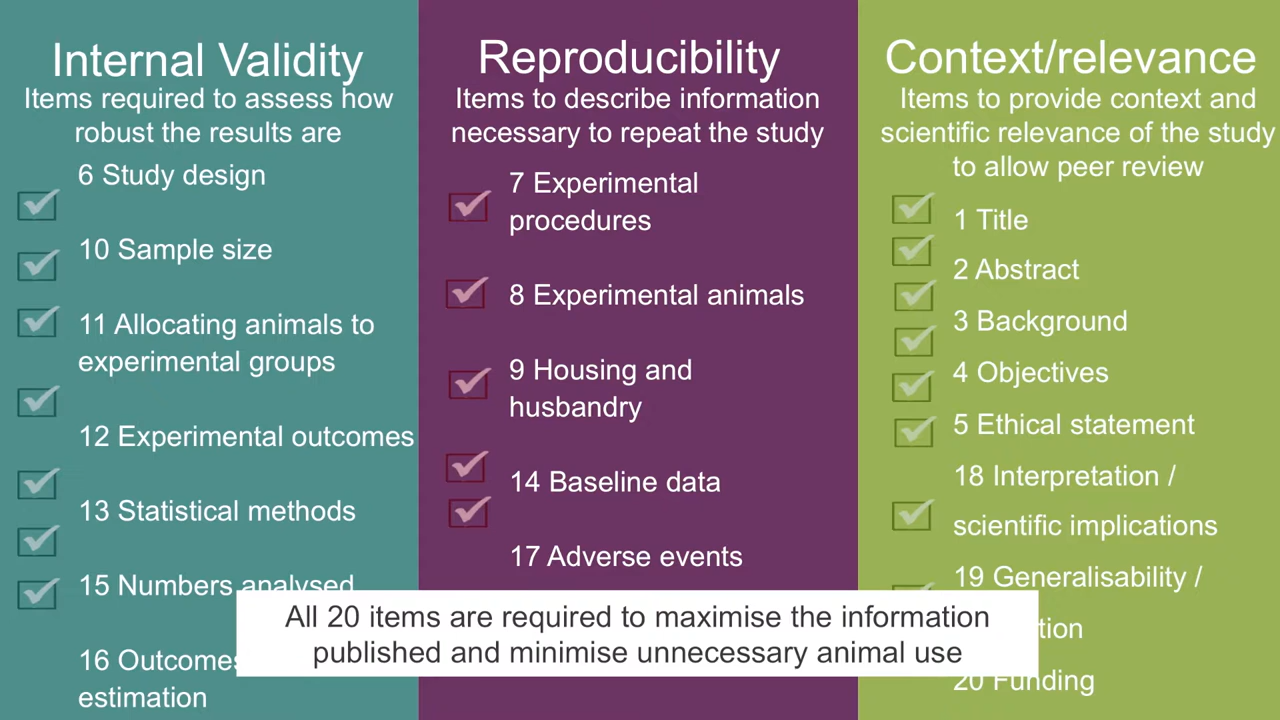 Internal Validity
Items required to assess how
robust the results are
6 Study design
10 Sample size
11 Allocating animals to
experimental groups
12 Experimental outcomes
13 Statistical methods
15 Numbers analysed
16 Outcomes
estimation
Reproducibility
Items to describe information
necessary to repeat the study
7 Experimental
procedures
8 Experimental animals
9 Housing and
husbandry
14 Baseline data
17 Adverse events
Context/relevance
Items to provide context and
scientific relevance of the study
to allow peer review
1 Title
2 Abstract
3 Background
4 Objectives
5 Ethical statement
18 Interpretation /
scientific implications
19 Generalisability /
tion
20 Funding
All 20 items are required to maximise the information
published and minimise unnecessary animal use